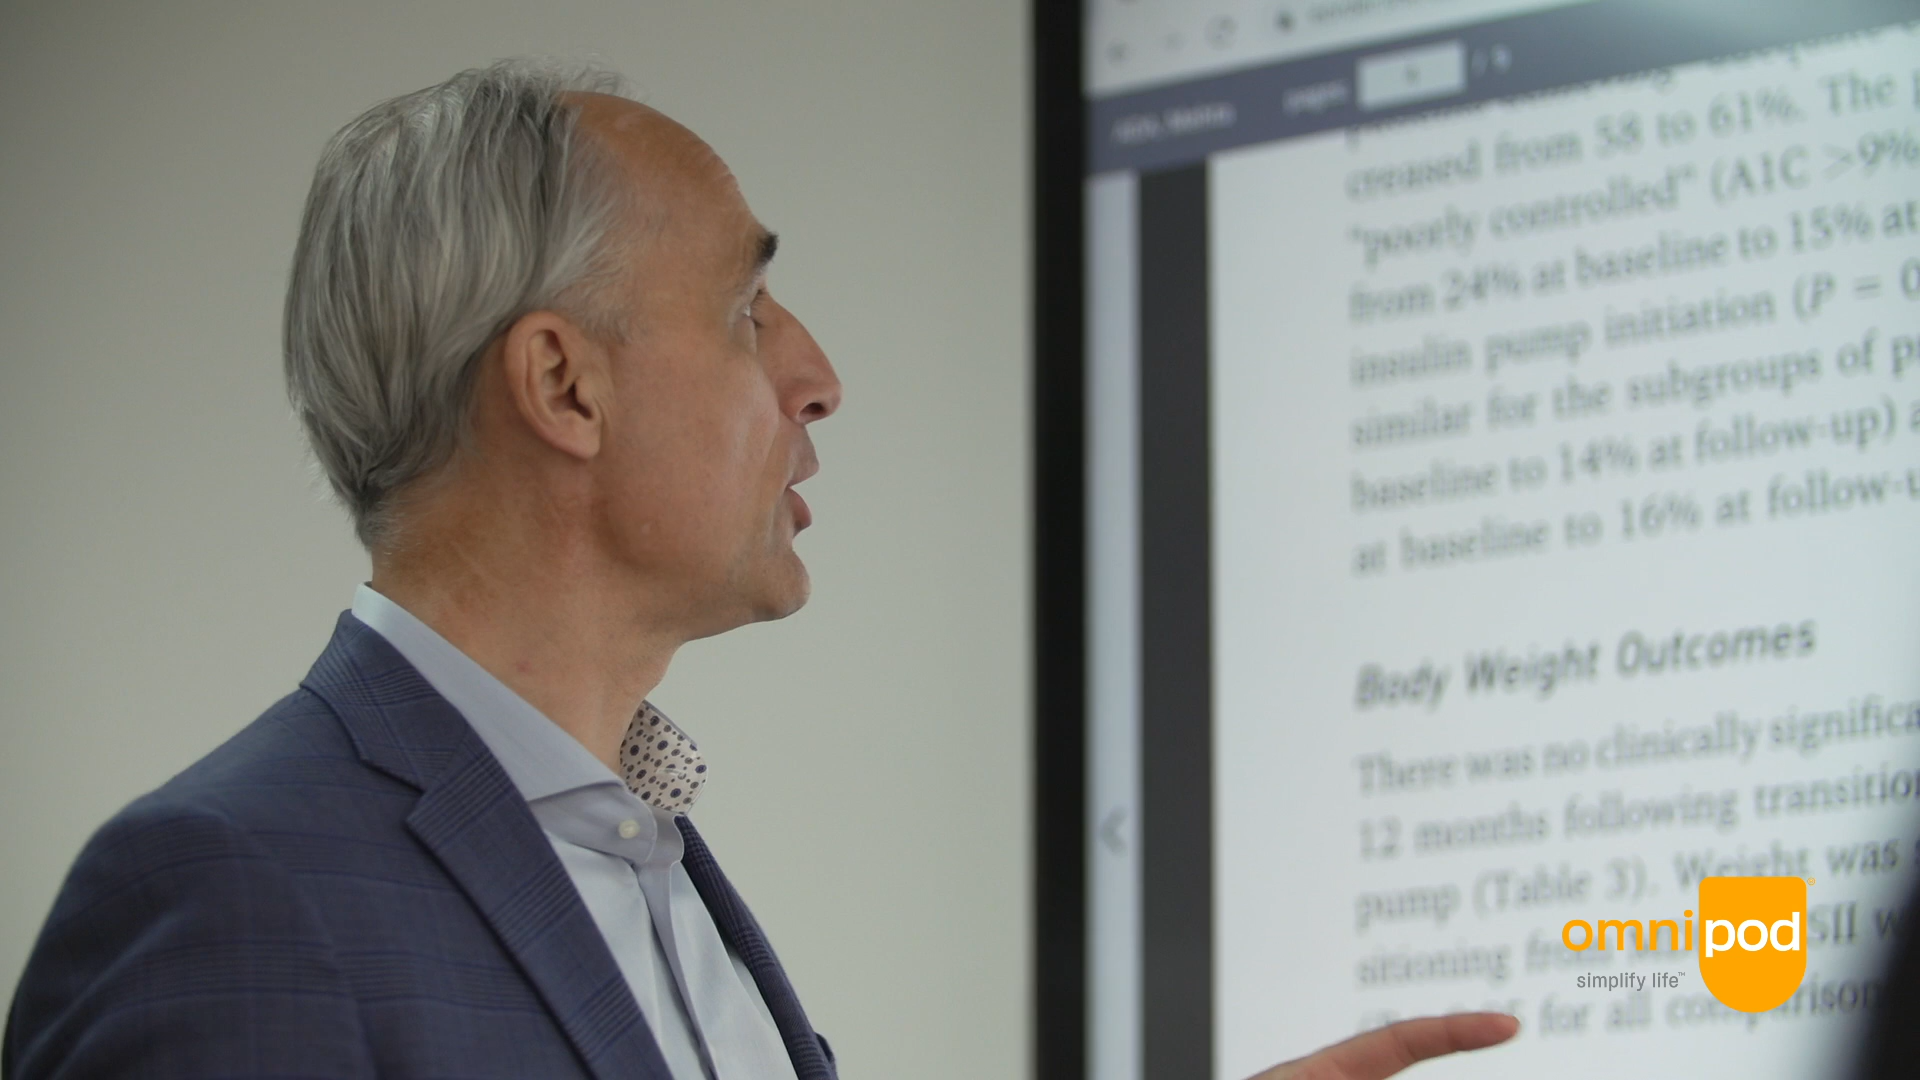 creased from 58 to 61%. The
"poorly controlled" (A1C >9%
from 24% at baseline to 15% at
insulin pump initiation (P = 0
similar for the subgroups of
baseline to 14% at follow-up)
at baseline to 16% at follow-u
Body Weight Outcomes
There was no clinically significa
12 months following transition
pump (Table 3). Weight was
sitioning from
for all comparison
omnipod®
simplify life™